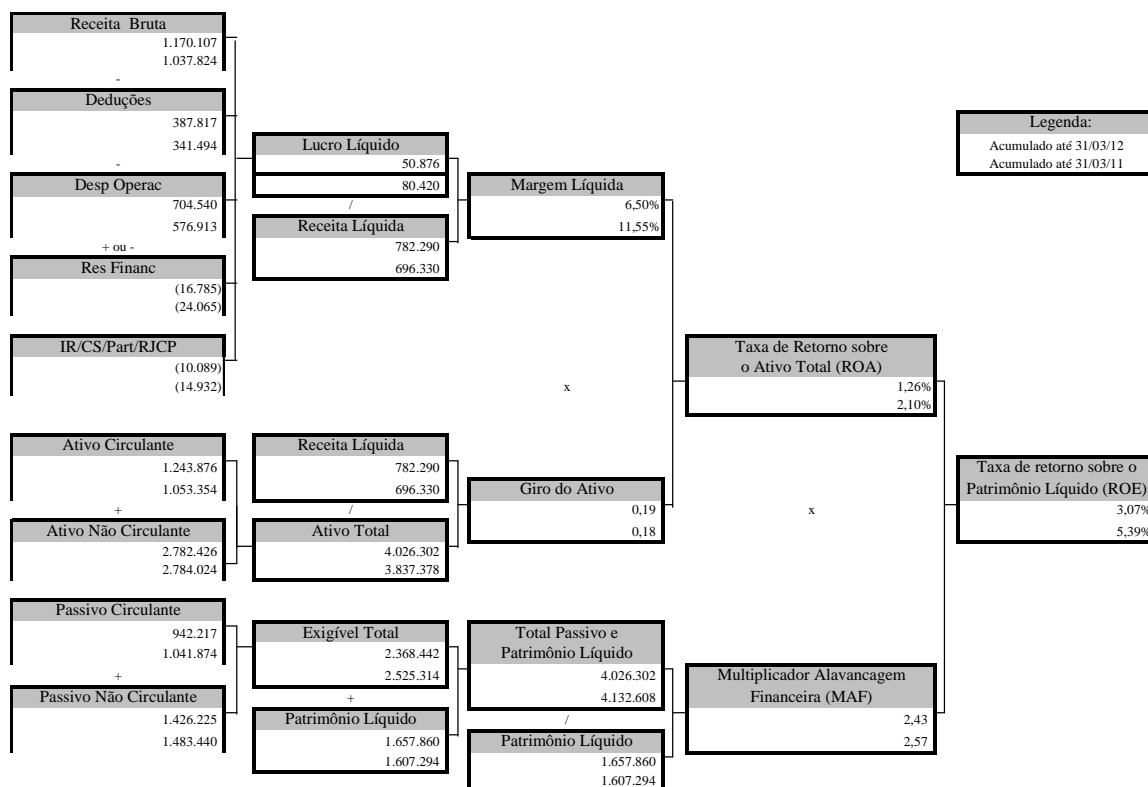 Receita Bruta
1.170.107
1.037.824
-
Deduções
387.817
341.494
-
Desp Operac
704.540
576.913
+ ou -
Res Financ
(16.785)
(24.065)
IR/CS/Part/RJCP
(10.089)
(14.932)
Lucro Líquido
50.876
80.420
/
Receita Líquida
782.290
696.330
Margem Líquida
6,50%
11,55%
Legenda:
Acumulado até 31/03/12
Acumulado até 31/03/11
x
Taxa de Retorno sobre
o Ativo Total (ROA)
1,26%
2,10%
Ativo Circulante
1.243.876
1.053.354
+
Ativo Não Circulante
2.782.426
2.784.024
Receita Líquida
782.290
696.330
/
Ativo Total
4.026.302
3.837.378
Giro do Ativo
0,19
0,18
x
Taxa de retorno sobre o
Patrimônio Líquido (ROE)
3,07%
5,39%
Passivo Circulante
942.217
1.041.874
+
Passivo Não Circulante
1.426.225
1.483.440
Exigível Total
2.368.442
2.525.314
+
Patrimônio Líquido
1.657.860
1.607.294
Total Passivo e
Patrimônio Líquido
4.026.302
4.132.608
/
Patrimônio Líquido
1.657.860
1.607.294
Multiplicador Alavancagem
Financeira (MAF)
2,43
2,57